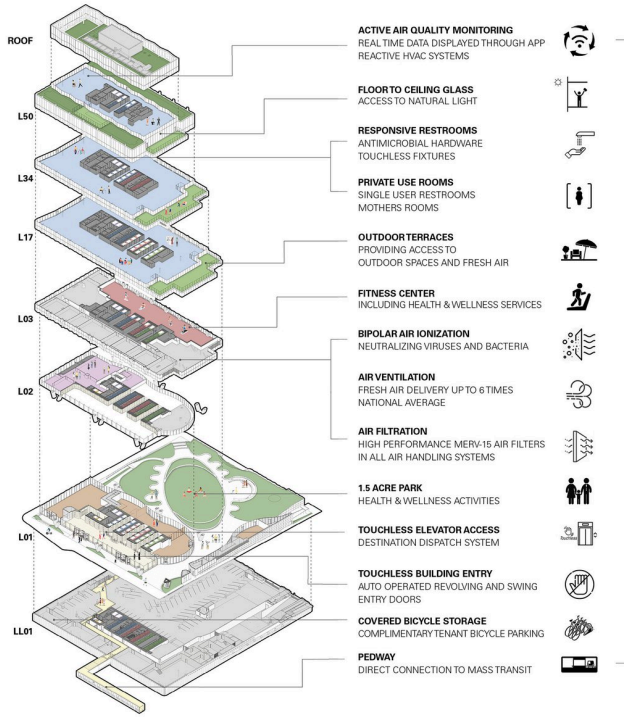 ROOF
L50
L34
L17
L03
L02
L01
LL01
ACTIVE AIR QUALITY MONITORING
REAL TIME DATA DISPLAYED THROUGH APP
REACTIVE HVAC SYSTEMS
FLOOR TO CEILING GLASS
ACCESS TO NATURAL LIGHT
RESPONSIVE RESTROOMS
ANTIMICROBIAL HARDWARE
TOUCHLESS FIXTURES
PRIVATE USE ROOMS
SINGLE USER RESTROOMS
MOTHERS ROOMS
OUTDOOR TERRACES
PROVIDING ACCESS TO
OUTDOOR SPACES AND FRESH AIR
FITNESS CENTER
INCLUDING HEALTH & WELLNESS SERVICES
BIPOLAR AIR IONIZATION
NEUTRALIZING VIRUSES AND BACTERIA
AIR VENTILATION
FRESH AIR DELIVERY UP TO 6 TIMES
NATIONAL AVERAGE
AIR FILTRATION
HIGH PERFORMANCE MERV-15 AIR FILTERS
IN ALL AIR HANDLING SYSTEMS
1.5 ACRE PARK
HEALTH & WELLNESS ACTIVITIES
TOUCHLESS ELEVATOR ACCESS
DESTINATION DISPATCH SYSTEM
Touchless
TOUCHLESS BUILDING ENTRY
AUTO OPERATED REVOLVING AND SWING
ENTRY DOORS
COVERED BICYCLE STORAGE
COMPLIMENTARY TENANT BICYCLE PARKING
PEDWAY
DIRECT CONNECTION TO MASS TRANSIT